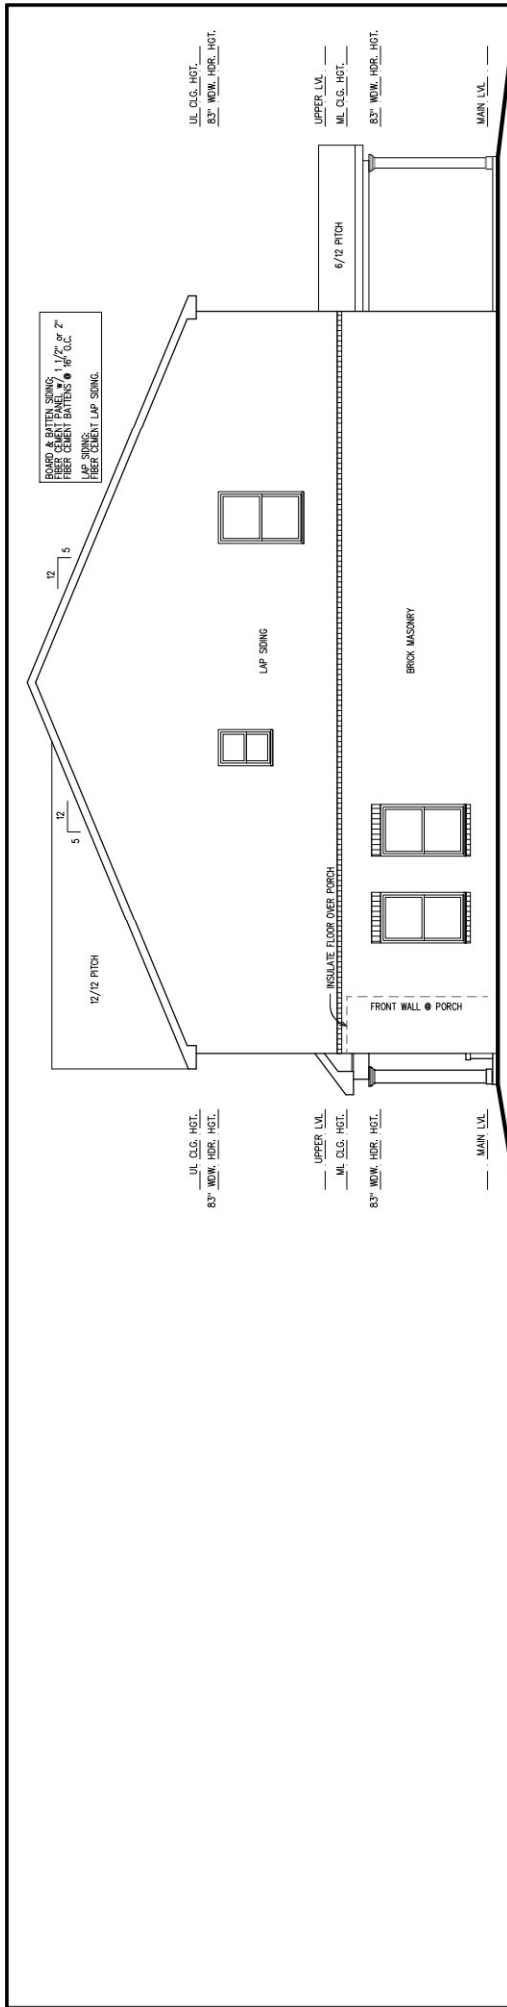 BOARD & BATTEN SIDING:
FIBER CEMENT PANEL w/ 1 1/2" or 2"
FIBER CEMENT BATTENS @ 16" O.C.
LAP SIDING:
FIBER CEMENT LAP SIDING.
12
5
12
5
12/12 PITCH
UL CLG. HGT.
83" WDW. HDR. HGT.
UL CLG. HGT.
83" WDW. HDR. HGT.
LAP SIDING
INSULATE FLOOR OVER PORCH
UPPER LVL
ML CLG. HGT.
83" WDW. HDR. HGT.
UPPER LVL
ML CLG. HGT.
83" WDW. HDR. HGT.
6/12 PITCH
FRONT WALL @ PORCH
BRICK MASONRY
MAIN LVL
MAIN LVL